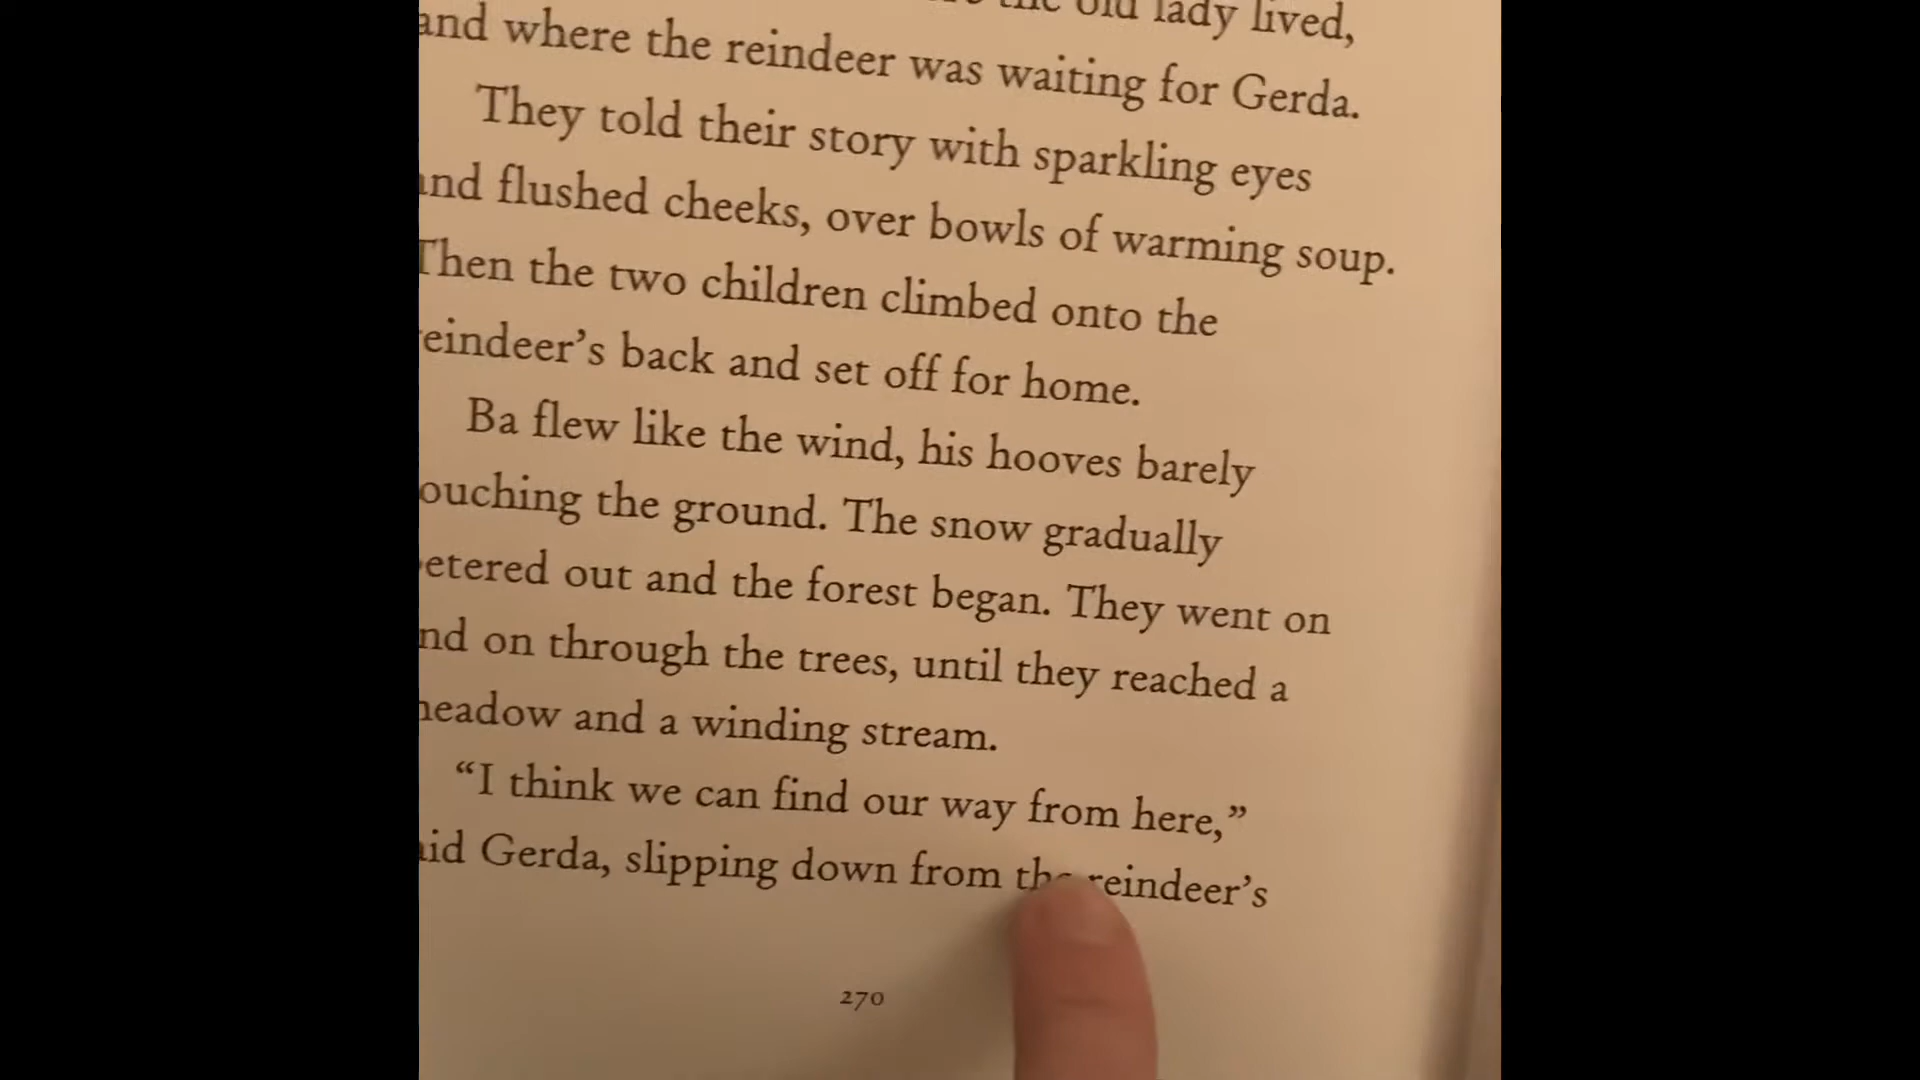 the old lady lived,
and where the reindeer was waiting for Gerda.
They told their story with sparkling eyes
and flushed cheeks, over bowls of warming soup.
Then the two children climbed onto the
reindeer's back and set off for home.
Ba flew like the wind, his hooves barely
touching the ground. The snow gradually
petered out and the forest began. They went on
and on through the trees, until they reached a
meadow and a winding stream.
“I think we can find our way from here,”
said Gerda, slipping down from the reindeer's
270